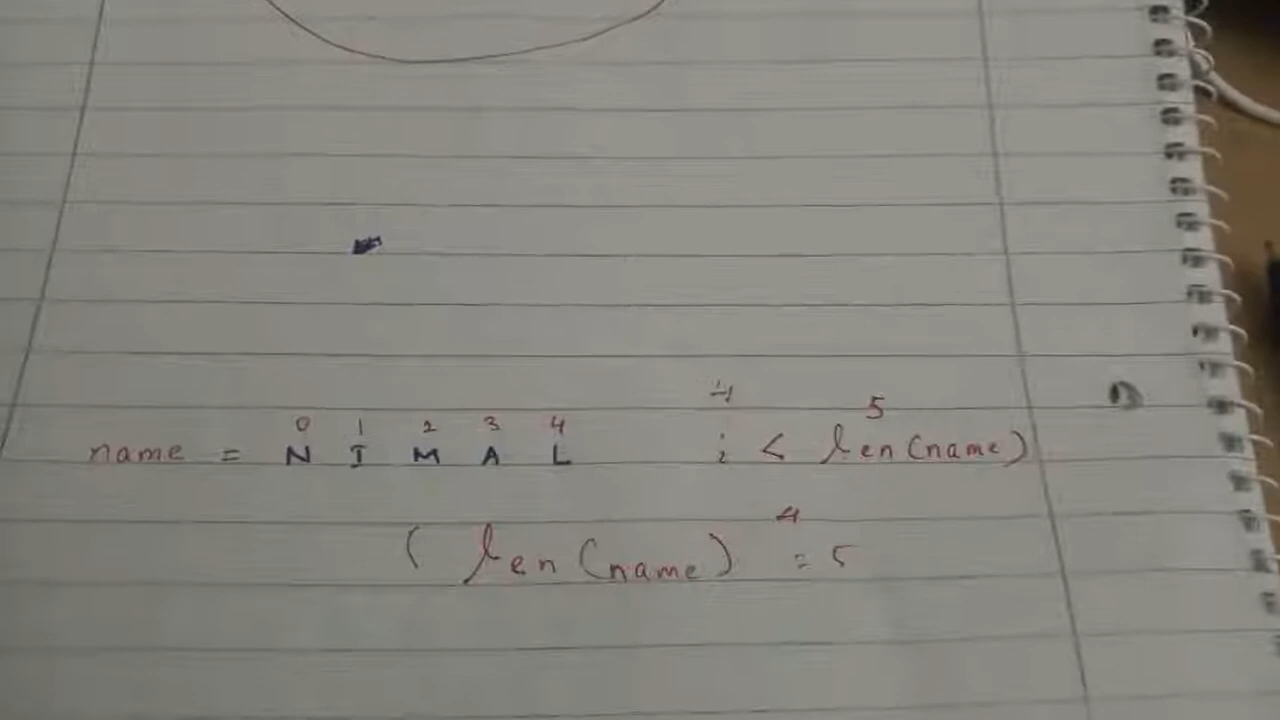 0 1 2 3 4 4 5
name = N I M A L i < len(name)
4
( len(name) = 5